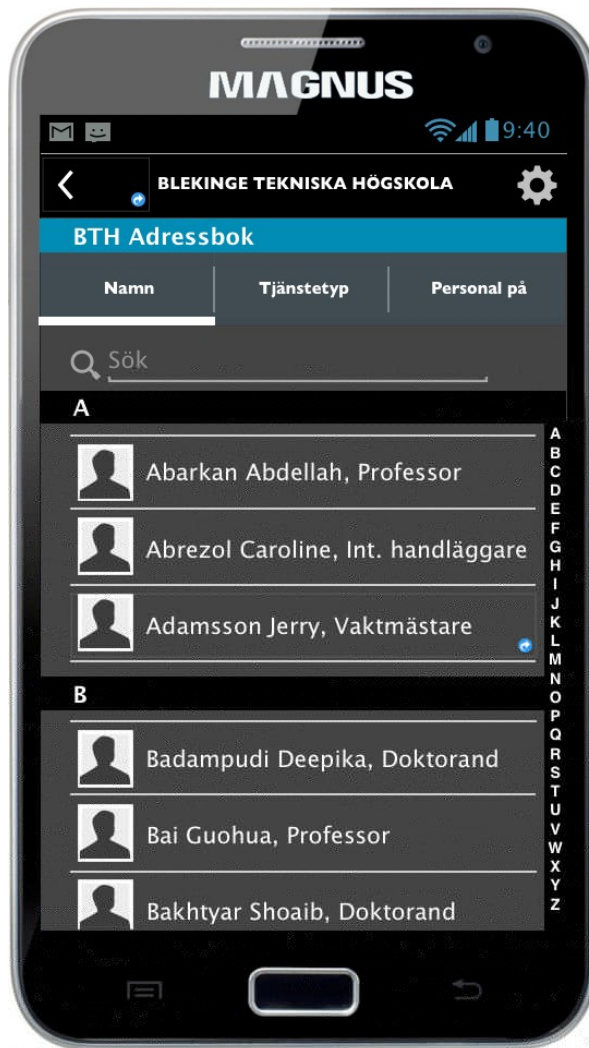 MAGNUS
9:40
BLEKINGE TEKNISKA HÖGSKOLA
BTH Adressbok
Namn
Tjänstetyp
Personal på
Sök
A
Abarkan Abdellah, Professor
Abrezol Caroline, Int. handläggare
Adamsson Jerry, Vaktmästare
B
Badampudi Deepika, Doktorand
Bai Guohua, Professor
Bakhtyar Shoaib, Doktorand
A
B
C
D
E
F
G
H
I
J
K
L
M
N
O
P
Q
R
S
T
U
V
W
X
Y
Z